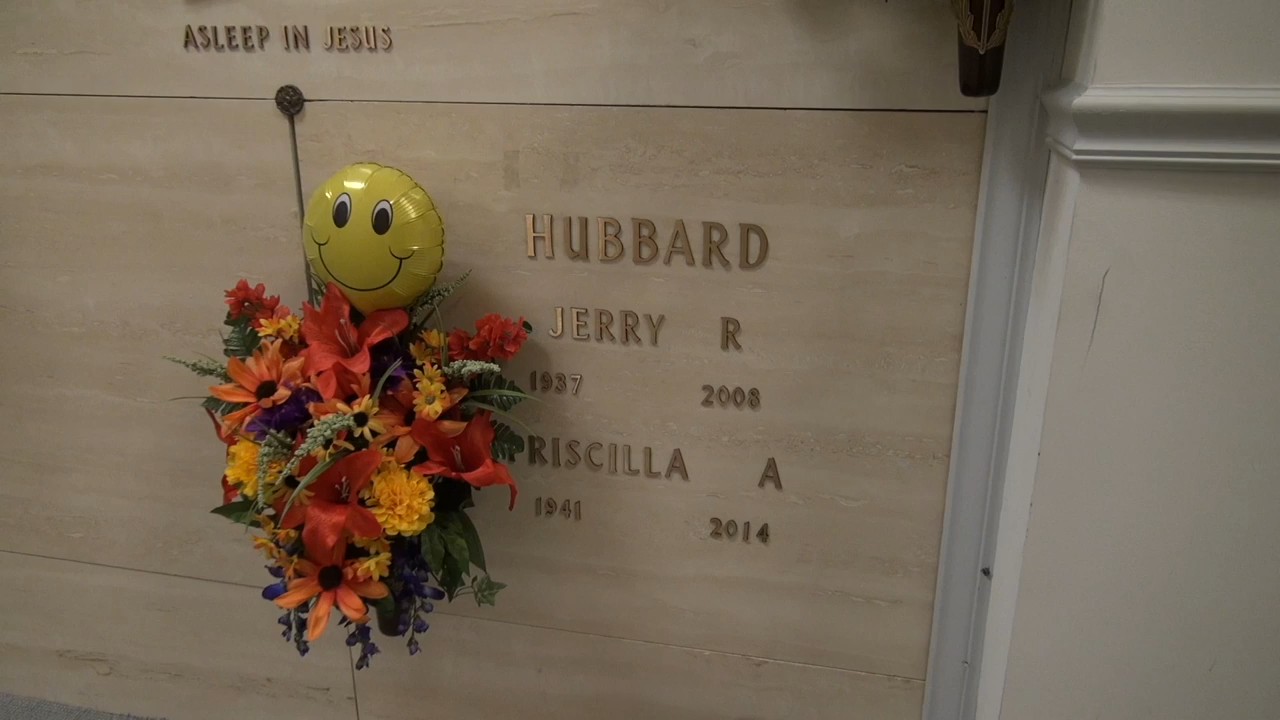 ASLEEP IN JESUS
HUBBARD
JERRY R
1937 2008
RISCILLA A
1941 2014